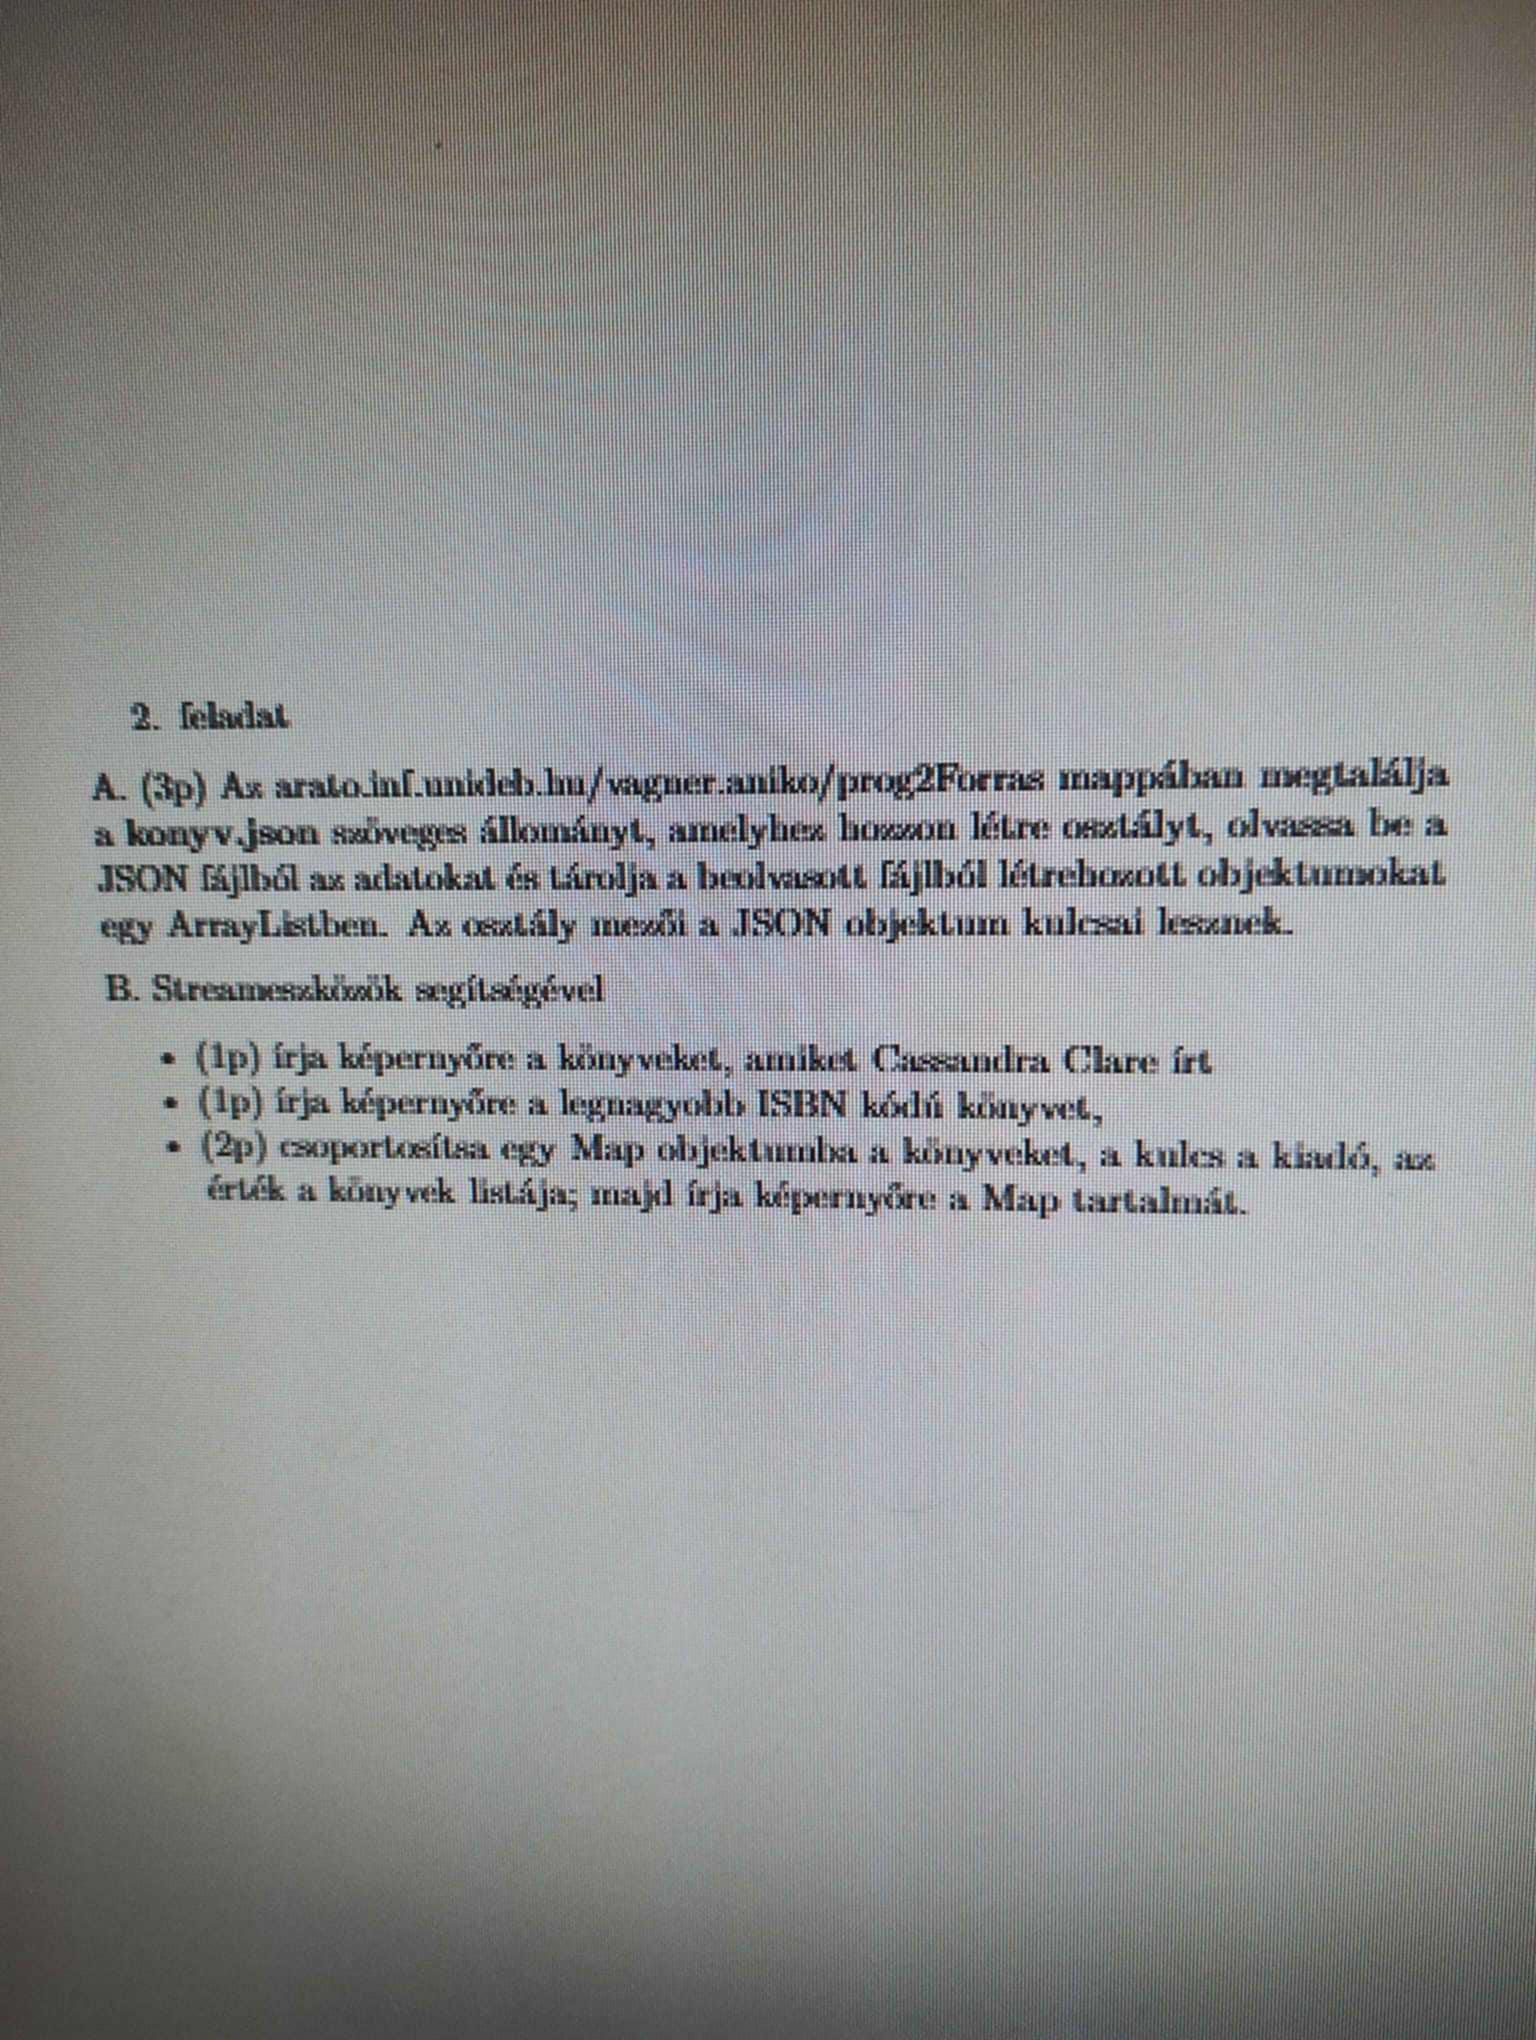 2. feladat
A. (3p) Az arato.inf.unideb.hu/vagner.aniko/prog2Forras mappában megtalálja
a konyv.json szöveges állományt, amelyhez hozzon létre osztályt, olvassa be a
JSON fájlból az adatokat és tárolja a beolvasott fájlból létrehozott objektumokat
egy ArrayListben. Az osztály mezői a JSON objektum kulcsai lesznek.
B. Streameszközök segítségével
• (1p) írja képernyőre a könyveket, amiket Cassandra Clare írt
• (1p) írja képernyőre a legnagyobb ISBN kódú könyvet,
• (2p) csoportosítsa egy Map objektumba a könyveket, a kulcs a kiadó, az
érték a könyvek listája; majd írja képernyőre a Map tartalmát.